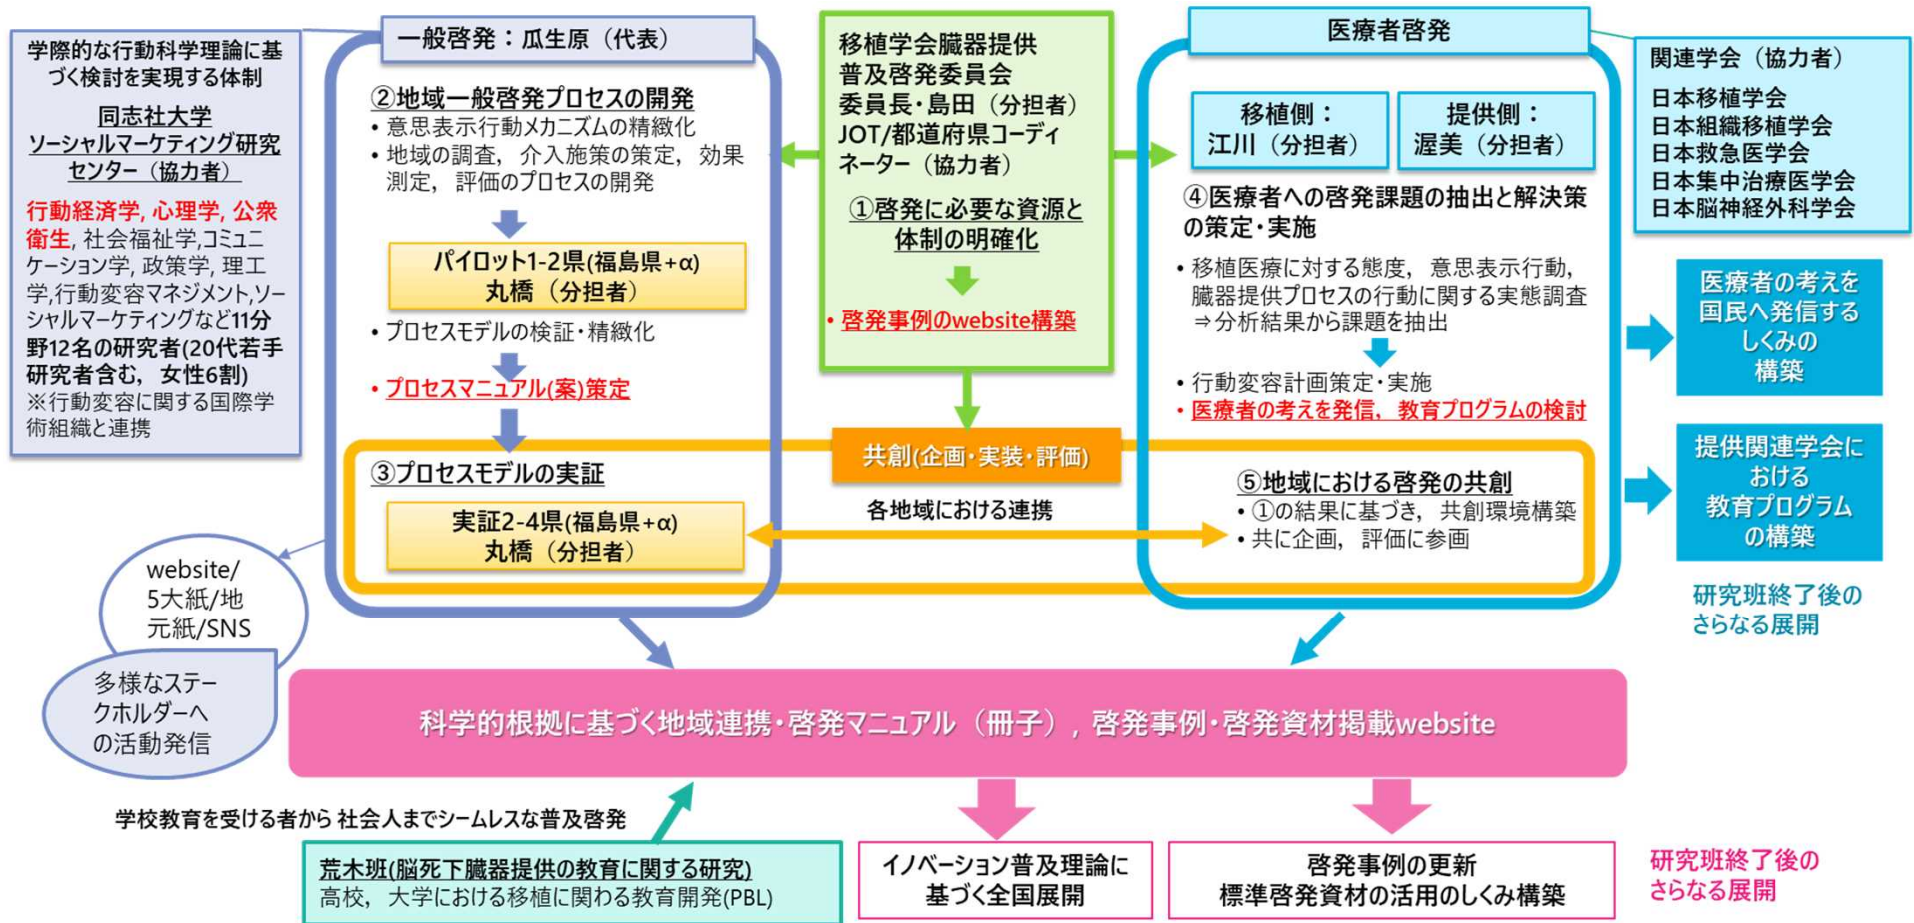 学際的な行動科学理論に基
づく検討を実現する体制
同志社大学
ソーシャルマーケティング研究
センター（協力者）
行動経済学, 心理学, 公衆
衛生, 社会福祉学,コミュニ
ケーション学, 政策学, 理工
学,行動変容マネジメント,ソー
シャルマーケティングなど11分
野12名の研究者(20代若手
研究者含む，女性6割)
※行動変容に関する国際学
術組織と連携
一般啓発：瓜生原（代表）
②地域一般啓発プロセスの開発
• 意思表示行動メカニズムの精緻化
• 地域の調査，介入施策の策定，効果
測定，評価のプロセスの開発
パイロット1-2県(福島県+α)
丸橋（分担者）
• プロセスモデルの検証・精緻化
• プロセスマニュアル(案)策定
③プロセスモデルの実証
実証2-4県(福島県+α)
丸橋（分担者）
移植学会臓器提供
普及啓発委員会
委員長・島田（分担者）
JOT/都道府県コーディ
ネーター（協力者）
①啓発に必要な資源と
体制の明確化
• 啓発事例のwebsite構築
共創(企画・実装・評価)
各地域における連携
医療者啓発
移植側：
江川（分担者）
提供側：
渥美（分担者）
④医療者への啓発課題の抽出と解決策
の策定・実施
• 移植医療に対する態度，意思表示行動，
臓器提供プロセスの行動に関する実態調査
⇒分析結果から課題を抽出
• 行動変容計画策定・実施
• 医療者の考えを発信，教育プログラムの検討
⑤地域における啓発の共創
• ①の結果に基づき，共創環境構築
• 共に企画，評価に参画
関連学会（協力者）
日本移植学会
日本組織移植学会
日本救急医学会
日本集中治療医学会
日本脳神経外科学会
医療者の考えを
国民へ発信する
しくみの
構築
提供関連学会に
おける
教育プログラム
の構築
研究班終了後の
さらなる展開
website/
5大紙/地
元紙/SNS
多様なステー
クホルダーへ
の活動発信
科学的根拠に基づく地域連携・啓発マニュアル（冊子）, 啓発事例・啓発資材掲載website
学校教育を受ける者から 社会人までシームレスな普及啓発
荒木班(脳死下臓器提供の教育に関する研究)
高校，大学における移植に関わる教育開発(PBL)
イノベーション普及理論に
基づく全国展開
啓発事例の更新
標準啓発資材の活用のしくみ構築
研究班終了後の
さらなる展開